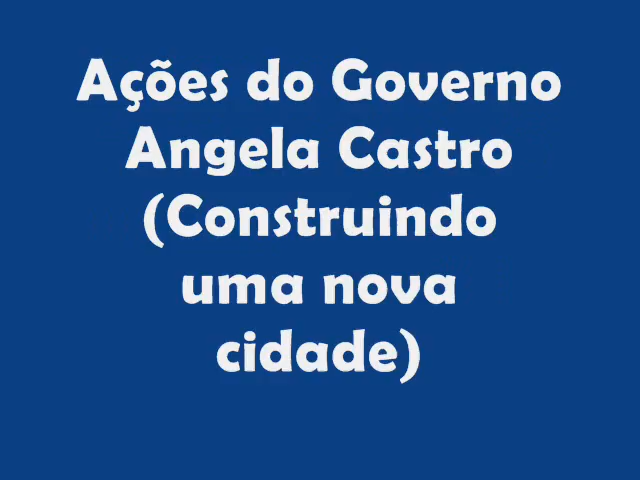 Ações do Governo
Angela Castro
(Construindo
uma nova
cidade)